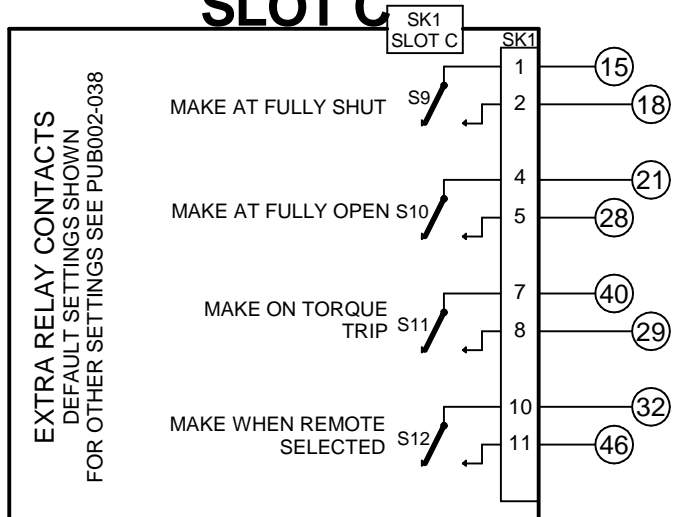 SLOT C
SK1
SLOT C
SK1
EXTRA RELAY CONTACTS
DEFAULT SETTINGS SHOWN
FOR OTHER SETTINGS SEE PUB002-038
MAKE AT FULLY SHUT S9 1 15
2 18
MAKE AT FULLY OPEN S10 4 21
5 28
MAKE ON TORQUE
TRIP S11 7 40
8 29
MAKE WHEN REMOTE
SELECTED S12 10 32
11 46